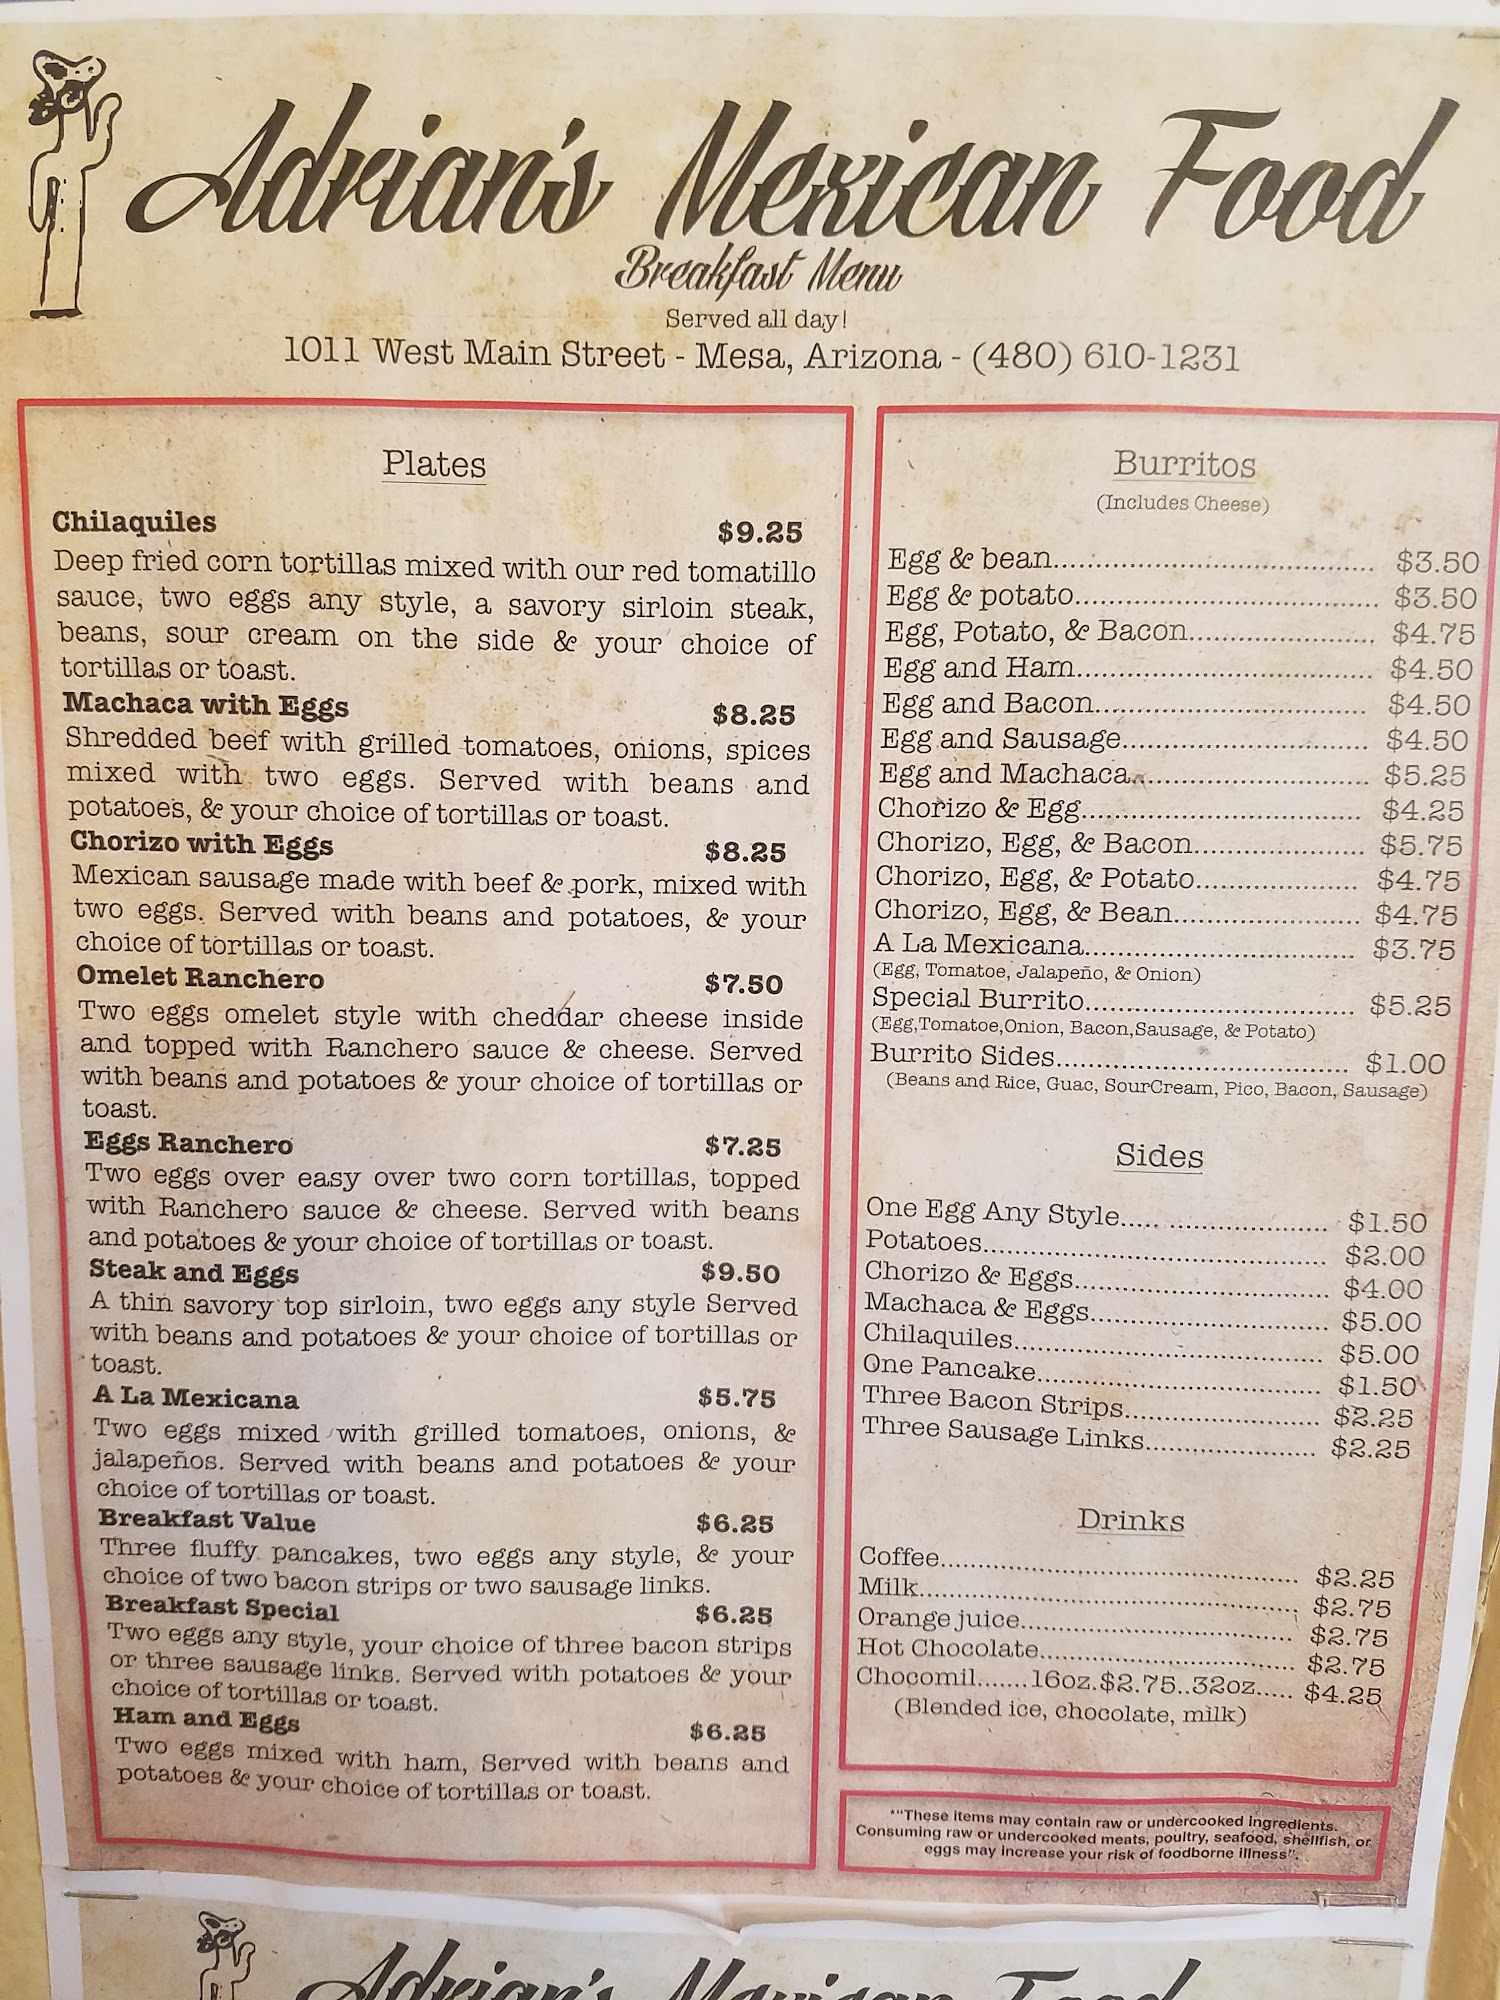 Adrian's Mexican Food
Breakfast Menu
Served all day!
1011 West Main Street - Mesa, Arizona - (480) 610-1231
Plates
Chilaquiles $9.25
Deep fried corn tortillas mixed with our red tomatillo
sauce, two eggs any style, a savory sirloin steak,
beans, sour cream on the side & your choice of
tortillas or toast.
Machaca with Eggs $8.25
Shredded beef with grilled tomatoes, onions, spices
mixed with two eggs. Served with beans and
potatoes, & your choice of tortillas or toast.
Chorizo with Eggs $8.25
Mexican sausage made with beef & pork, mixed with
two eggs. Served with beans and potatoes, & your
choice of tortillas or toast.
Omelet Ranchero $7.50
Two eggs omelet style with cheddar cheese inside
and topped with Ranchero sauce & cheese. Served
with beans and potatoes & your choice of tortillas or
toast.
Eggs Ranchero $7.25
Two eggs over easy over two corn tortillas, topped
with Ranchero sauce & cheese. Served with beans
and potatoes & your choice of tortillas or toast.
Steak and Eggs $9.50
A thin savory top sirloin, two eggs any style Served
with beans and potatoes & your choice of tortillas or
toast.
A La Mexicana $5.75
Two eggs mixed with grilled tomatoes, onions, &
jalapeños. Served with beans and potatoes & your
choice of tortillas or toast.
Breakfast Value $6.25
Three fluffy pancakes, two eggs any style, & your
choice of two bacon strips or two sausage links.
Breakfast Special $6.25
Two eggs any style, your choice of three bacon strips
or three sausage links. Served with potatoes & your
choice of tortillas or toast.
Ham and Eggs $6.25
Two eggs mixed with ham, Served with beans and
potatoes & your choice of tortillas or toast.
Burritos
(Includes Cheese)
Egg & bean.................................... $3.50
Egg & potato.................................. $3.50
Egg, Potato, & Bacon..................... $4.75
Egg and Ham................................. $4.50
Egg and Bacon.............................. $4.50
Egg and Sausage........................... $4.50
Egg and Machaca.......................... $5.25
Chorizo & Egg............................... $4.25
Chorizo, Egg, & Bacon................... $5.75
Chorizo, Egg, & Potato.................. $4.75
Chorizo, Egg, & Bean..................... $4.75
A La Mexicana.............................. $3.75
(Egg, Tomatoe, Jalapeño, & Onion)
Special Burrito.............................. $5.25
(Egg,Tomatoe,Onion, Bacon,Sausage, & Potato)
Burrito Sides................................. $1.00
(Beans and Rice, Guac, SourCream, Pico, Bacon, Sausage)
Sides
One Egg Any Style..... .................. $1.50
Potatoes....................................... $2.00
Chorizo & Eggs............................. $4.00
Machaca & Eggs........................... $5.00
Chilaquiles................................... $5.00
One Pancake................................ $1.50
Three Bacon Strips...................... $2.25
Three Sausage Links................... $2.25
Drinks
Coffee.......................................... $2.25
Milk............................................. $2.75
Orange juice................................ $2.75
Hot Chocolate............................. $2.75
Chocomil.......16oz.$2.75..32oz..... $4.25
(Blended ice, chocolate, milk)
*"These items may contain raw or undercooked ingredients.
Consuming raw or undercooked meats, poultry, seafood, shellfish, or
eggs may increase your risk of foodborne illness".
Adrian's Mexican Food